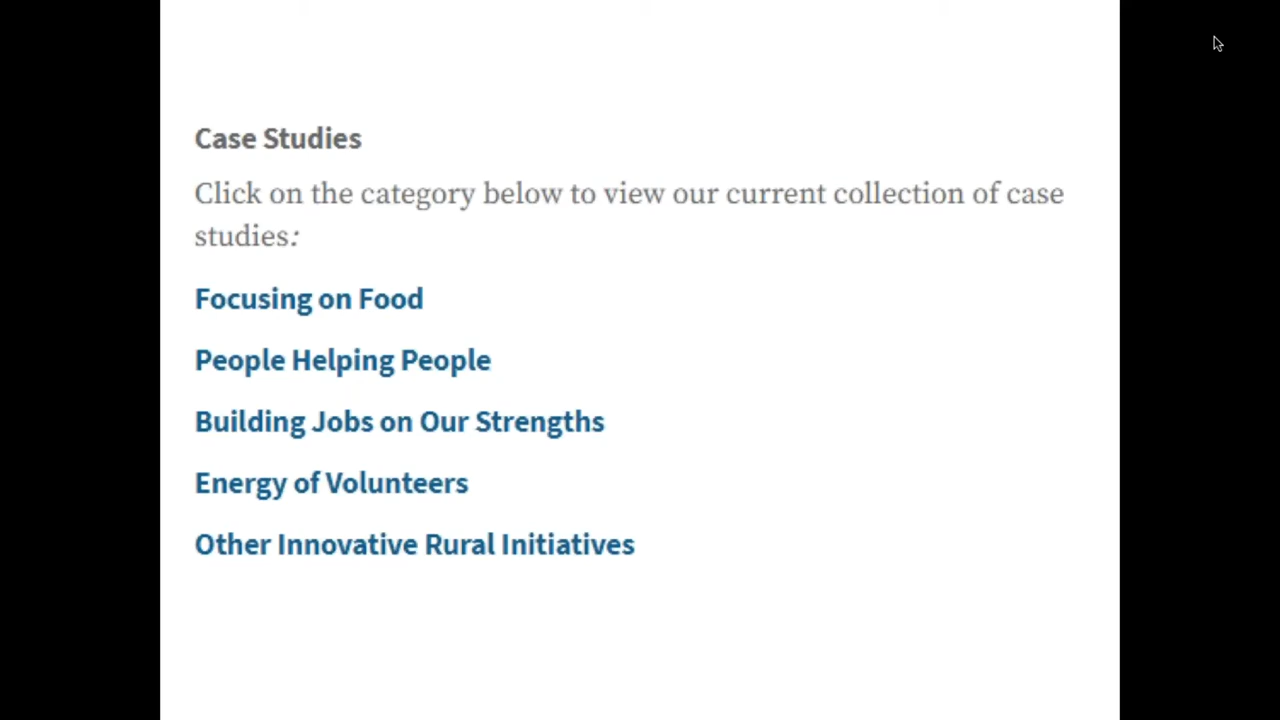 Case Studies
Click on the category below to view our current collection of case
studies:
Focusing on Food
People Helping People
Building Jobs on Our Strengths
Energy of Volunteers
Other Innovative Rural Initiatives